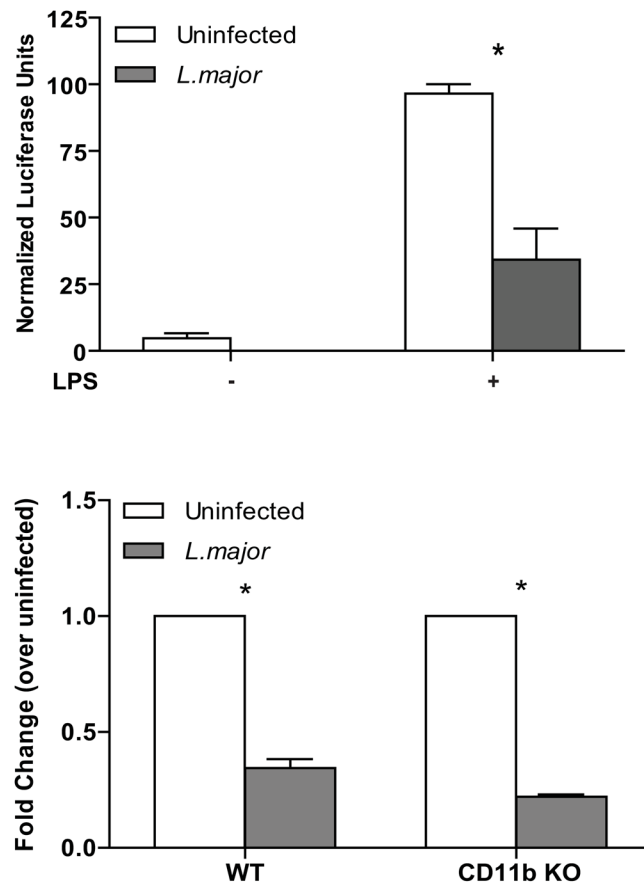 Normalized Luciferase Units
125
100
75
50
25
0
Uninfected
L.major
*
LPS - +
Fold Change (over uninfected)
1.5
1.0
0.5
0.0
Uninfected
L.major
* *
WT CD11b KO